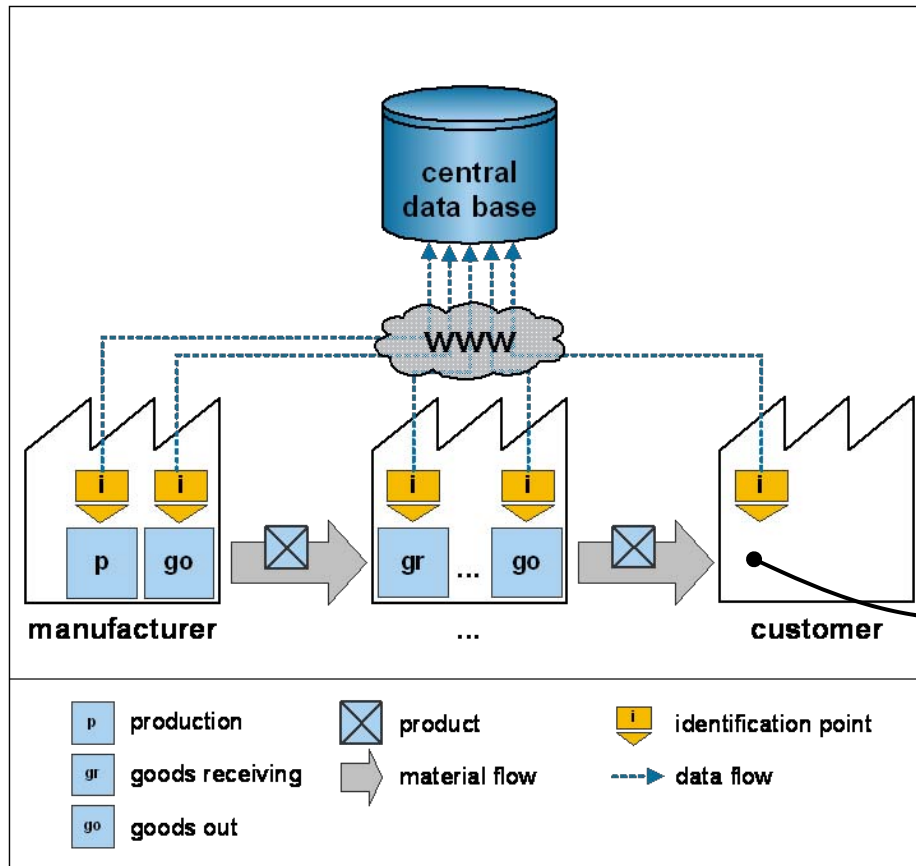 central
data base
WWW
i i i i i
p go gr ... go
manufacturer ... customer
p production product i identification point
gr goods receiving material flow data flow
go goods out